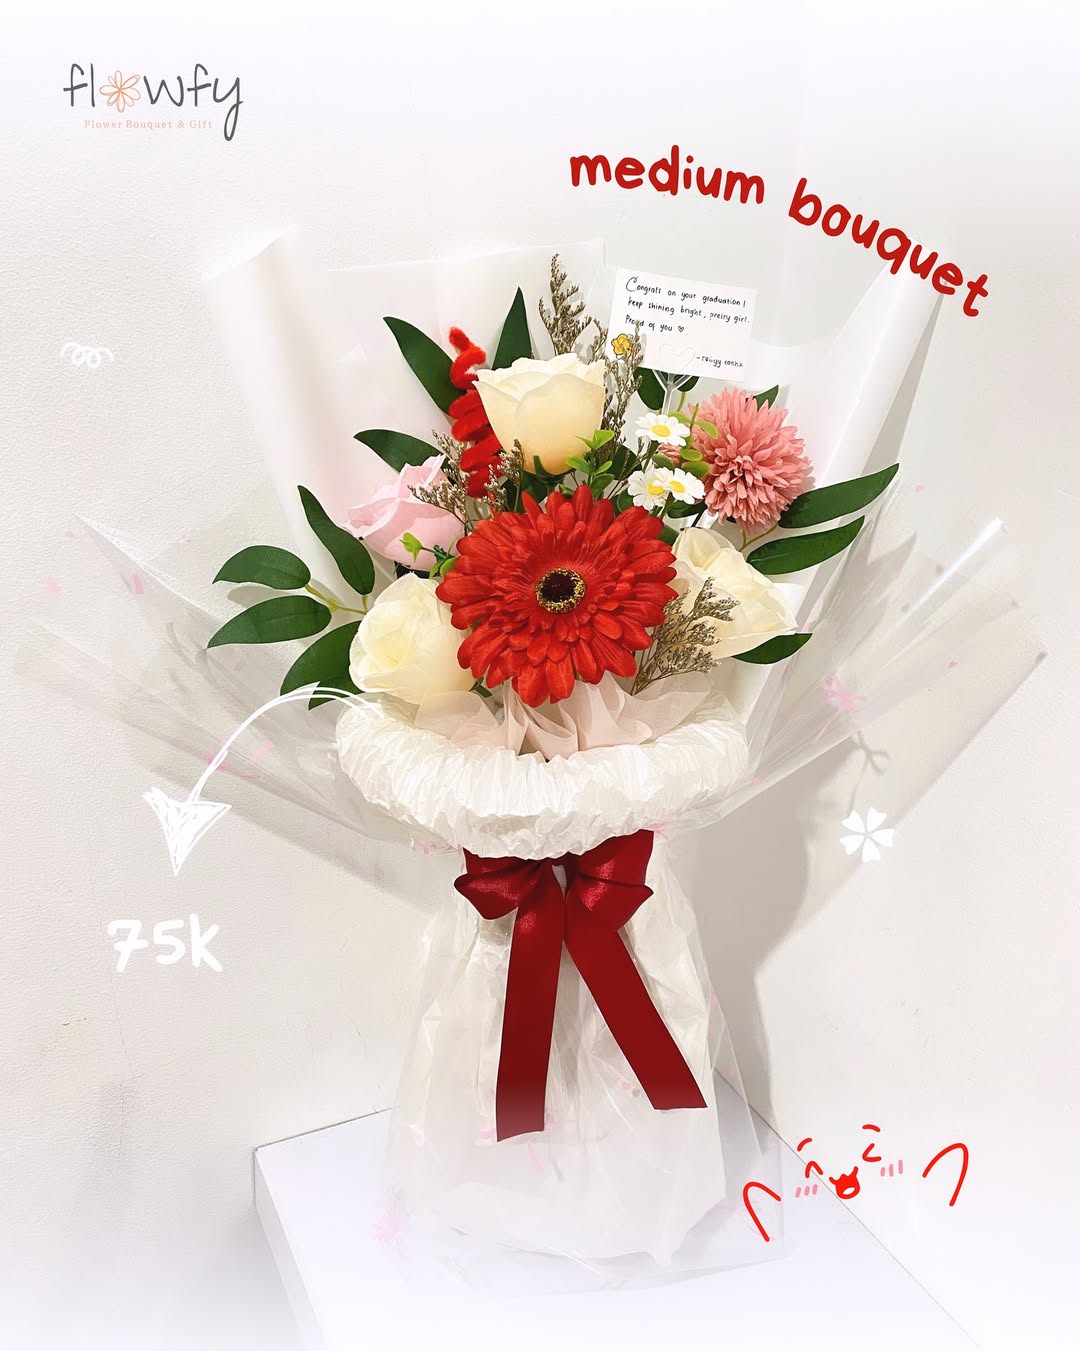 flowfy
Flower Bouquet & Gift
medium bouquet
Congrats on your graduation!
Keep shining bright, pretty girl.
Proud of you ♡
75k